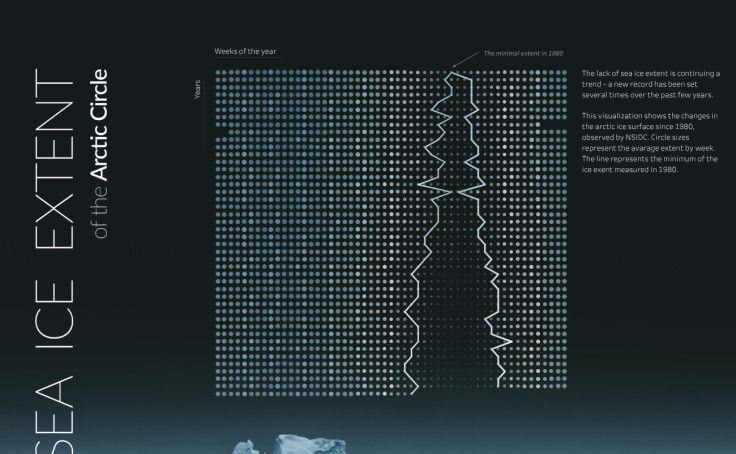 SEA ICE EXTENT
of the Arctic Circle
Weeks of the year
Years
The minimal extent in 1980
The lack of sea ice extent is continuing a
trend – a new record has been set
several times over the past few years.
This visualization shows the changes in
the arctic ice surface since 1980,
observed by NSIDC. Circle sizes
represent the avarage extent by week.
The line represents the minimum of the
ice exent measured in 1980.